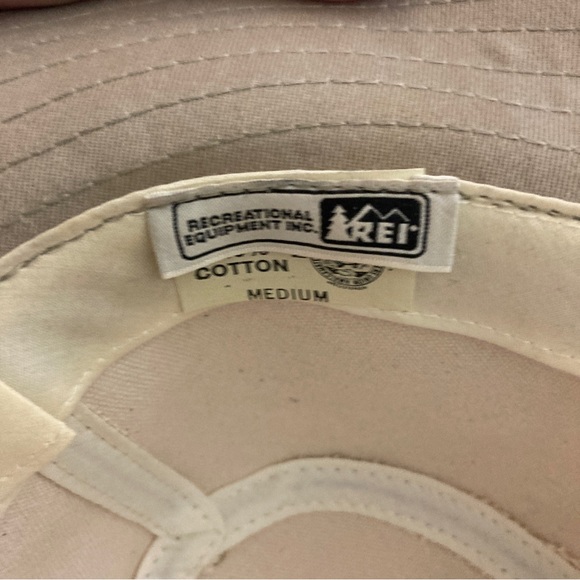 RECREATIONAL
EQUIPMENT INC.
REI
COTTON
MEDIUM